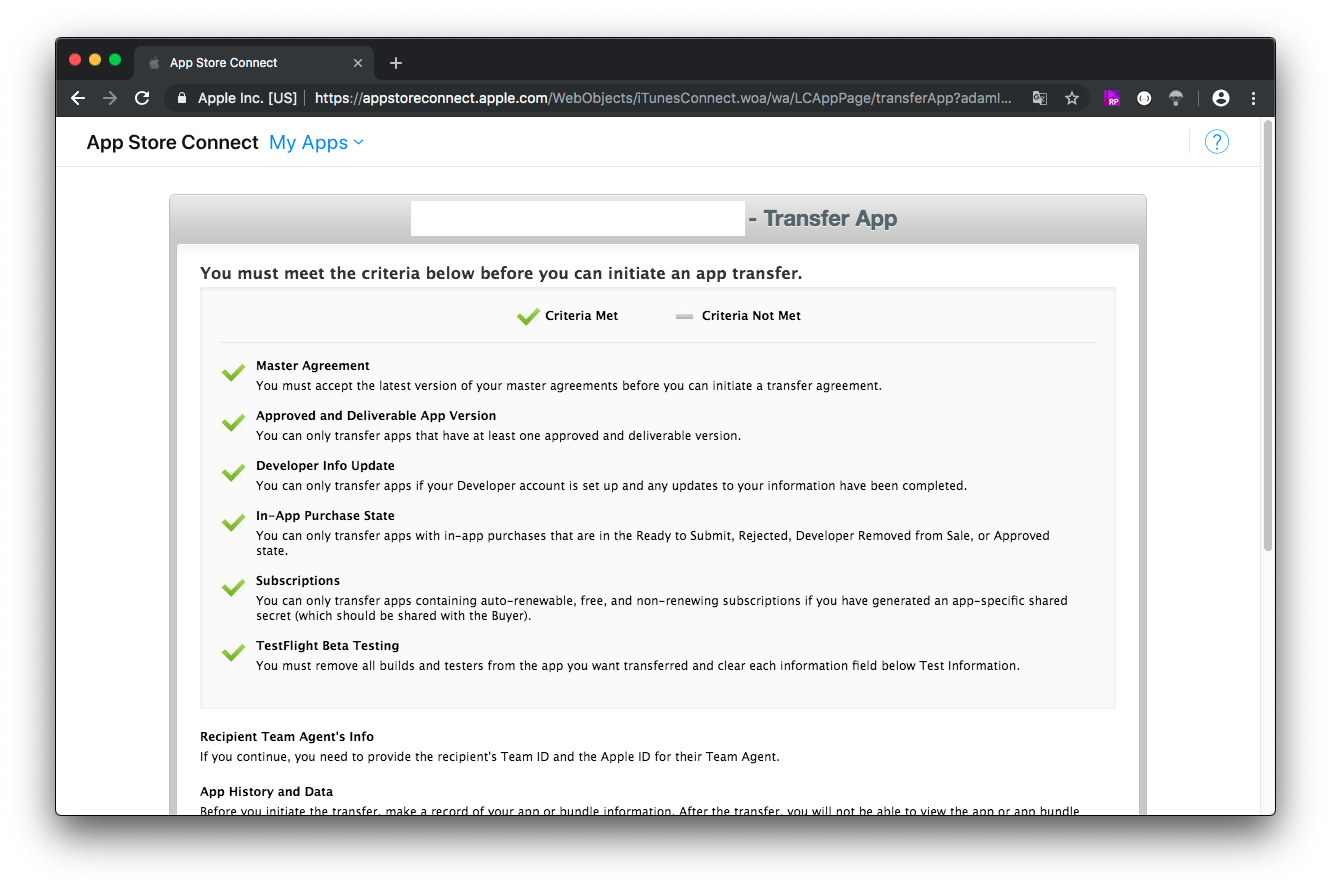 App Store Connect
Apple Inc. [US]
https://appstoreconnect.apple.com/WebObjects/iTunesConnect.woa/wa/LCAppPage/transferApp?adamI...
RP
App Store Connect My Apps
?
- Transfer App
You must meet the criteria below before you can initiate an app transfer.
Criteria Met
Criteria Not Met
Master Agreement
You must accept the latest version of your master agreements before you can initiate a transfer agreement.
Approved and Deliverable App Version
You can only transfer apps that have at least one approved and deliverable version.
Developer Info Update
You can only transfer apps if your Developer account is set up and any updates to your information have been completed.
In-App Purchase State
You can only transfer apps with in-app purchases that are in the Ready to Submit, Rejected, Developer Removed from Sale, or Approved
state.
Subscriptions
You can only transfer apps containing auto-renewable, free, and non-renewing subscriptions if you have generated an app-specific shared
secret (which should be shared with the Buyer).
TestFlight Beta Testing
You must remove all builds and testers from the app you want transferred and clear each information field below Test Information.
Recipient Team Agent's Info
If you continue, you need to provide the recipient's Team ID and the Apple ID for their Team Agent.
App History and Data
Before you initiate the transfer, make a record of your app or bundle information. After the transfer, you will not be able to view the app or app bundle